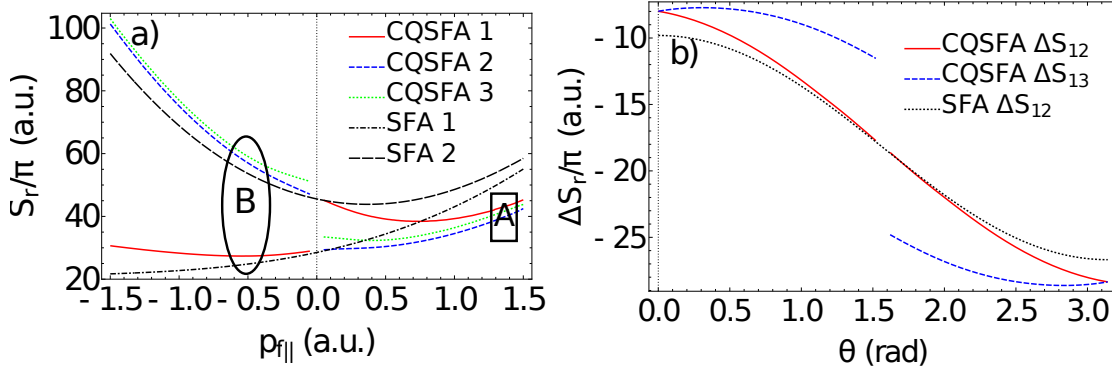 a)
CQSFA 1
CQSFA 2
CQSFA 3
SFA 1
SFA 2
B
A
S_r/π (a.u.)
100
80
60
40
20
-1.5 -1.0 -0.5 0.0 0.5 1.0 1.5
p_f|| (a.u.)
b)
CQSFA ΔS_12
CQSFA ΔS_13
SFA ΔS_12
ΔS_r/π (a.u.)
-10
-15
-20
-25
0.0 0.5 1.0 1.5 2.0 2.5 3.0
θ (rad)